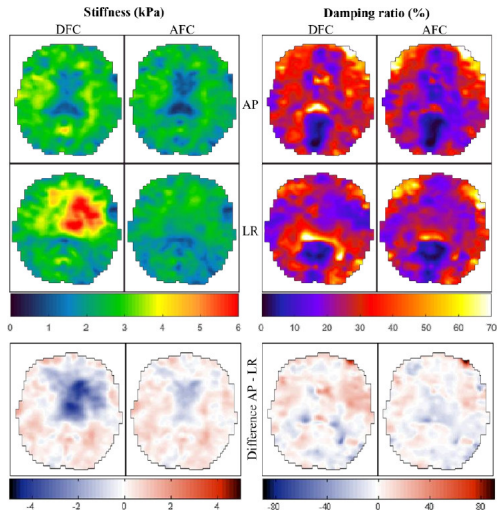 Stiffness (kPa) Damping ratio (%)
DFC AFC DFC AFC
AP
LR
0 1 2 3 4 5 6 0 10 20 30 40 50 60 70
Difference AP - LR
-4 -2 0 2 4 -80 -40 0 40 80